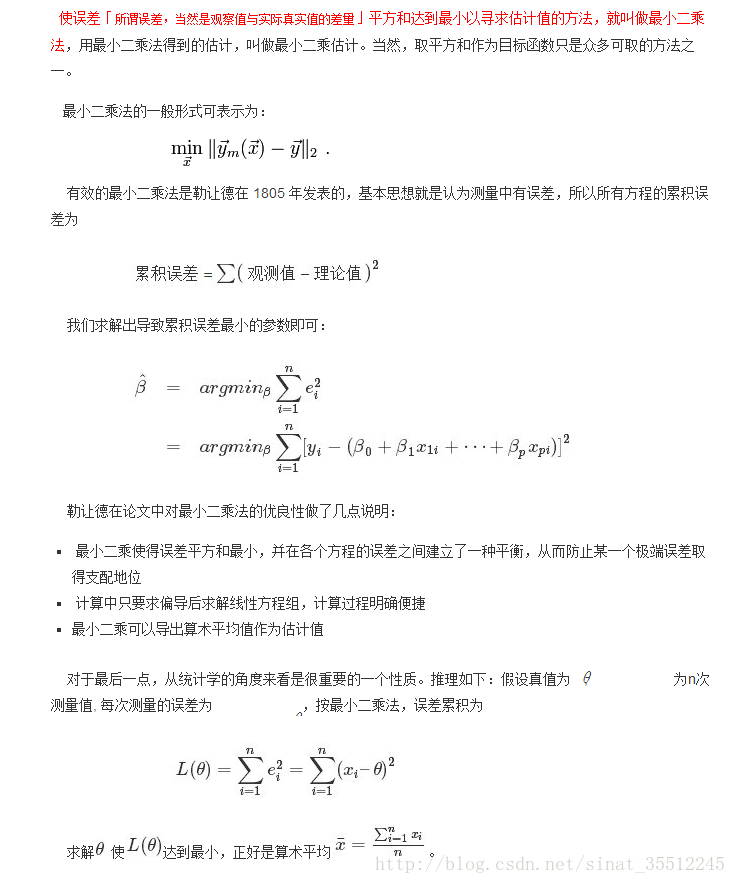 使误差「所谓误差，当然是观察值与实际真实值的差量」平方和达到最小以寻求估计值的方法，就叫做最小二乘
法，用最小二乘法得到的估计，叫做最小二乘估计。当然，取平方和作为目标函数只是众多可取的方法之
一。
最小二乘法的一般形式可表示为：
\min_{\vec{x}} \|\vec{y}_m(\vec{x}) - \vec{y}\|_2 .
有效的最小二乘法是勒让德在 1805 年发表的，基本思想就是认为测量中有误差，所以所有方程的累积误
差为
累积误差 = ∑( 观测值 − 理论值 )^2
我们求解出导致累积误差最小的参数即可：
\hat{β} = argmin_β \sum_{i=1}^{n} e_i^2
= argmin_β \sum_{i=1}^{n} [y_i − (β_0 + β_1 x_{1i} + ⋯ + β_p x_{pi})]^2
勒让德在论文中对最小二乘法的优良性做了几点说明：
▪ 最小二乘使得误差平方和最小，并在各个方程的误差之间建立了一种平衡，从而防止某一个极端误差取
得支配地位
▪ 计算中只要求偏导后求解线性方程组，计算过程明确便捷
▪ 最小二乘可以导出算术平均值作为估计值
对于最后一点，从统计学的角度来看是很重要的一个性质。推理如下：假设真值为 θ 为n次
测量值, 每次测量的误差为 ，按最小二乘法，误差累积为
L(θ) = \sum_{i=1}^{n} e_i^2 = \sum_{i=1}^{n} (x_i − θ)^2
求解θ 使 L(θ)达到最小，正好是算术平均 \bar{x} = \frac{\sum_{i=1}^{n} x_i}{n} 。
http://blog.csdn.net/sinat_35512245